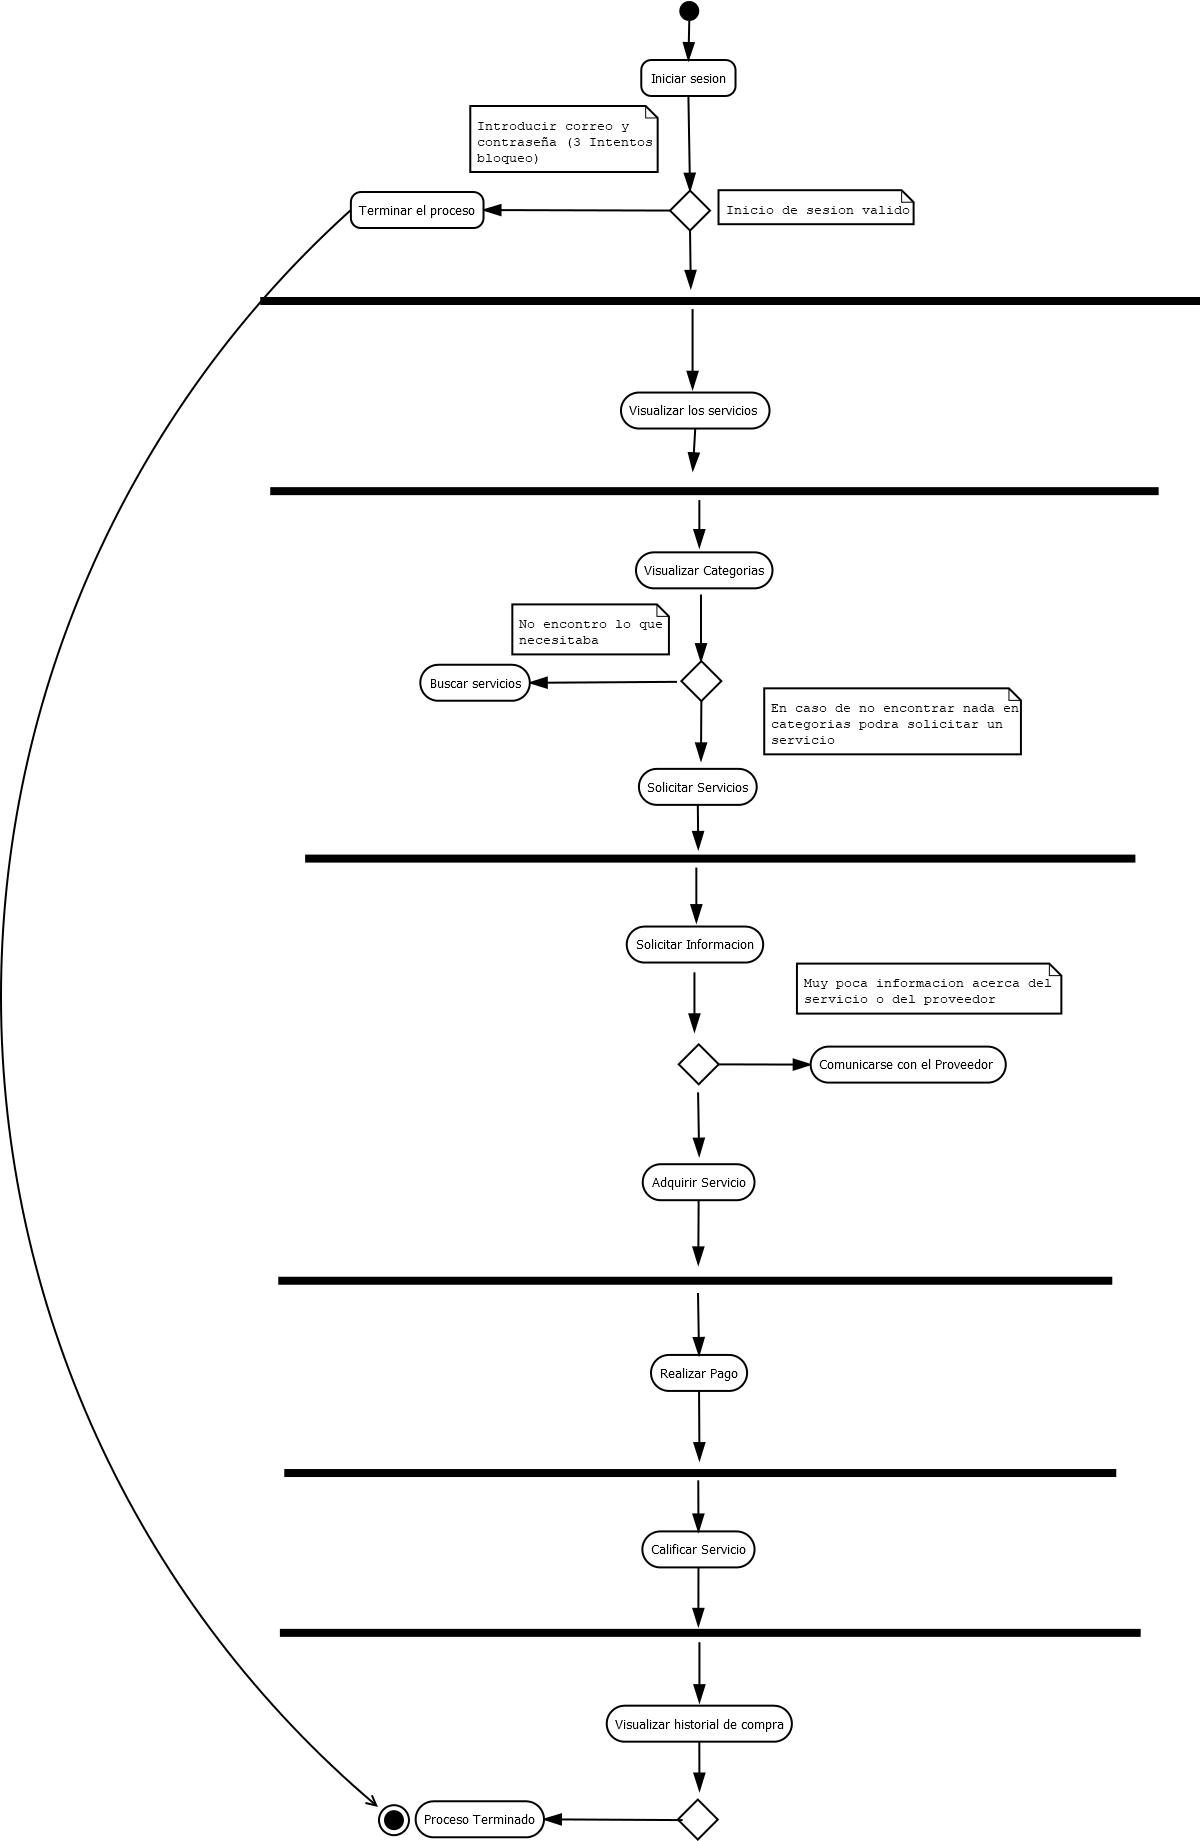 Iniciar sesion
Introducir correo y
contraseña (3 Intentos
bloqueo)
Terminar el proceso
Inicio de sesion valido
Visualizar los servicios
Visualizar Categorias
No encontro lo que
necesitaba
Buscar servicios
En caso de no encontrar nada en
categorias podra solicitar un
servicio
Solicitar Servicios
Solicitar Informacion
Muy poca informacion acerca del
servicio o del proveedor
Comunicarse con el Proveedor
Adquirir Servicio
Realizar Pago
Calificar Servicio
Visualizar historial de compra
Proceso Terminado